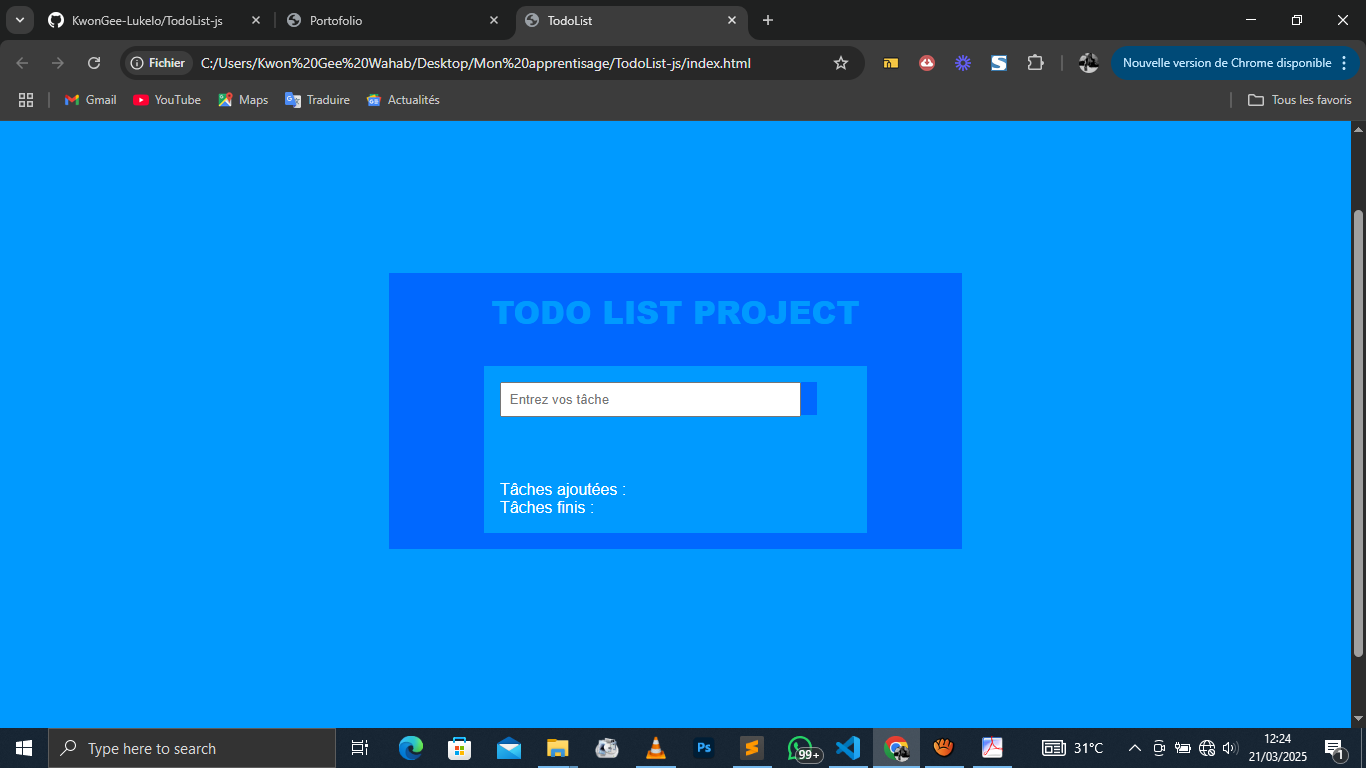 KwonGee-Lukelo/TodoList-js
Portofolio
TodoList
Fichier
C:/Users/Kwon%20Gee%20Wahab/Desktop/Mon%20apprentisage/TodoList-js/index.html
Nouvelle version de Chrome disponible
Gmail
YouTube
Maps
Traduire
Actualités
Tous les favoris
TODO LIST PROJECT
Entrez vos tâche
Tâches ajoutées :
Tâches finis :
Type here to search
Ps
99+
31°C
12:24
21/03/2025
1